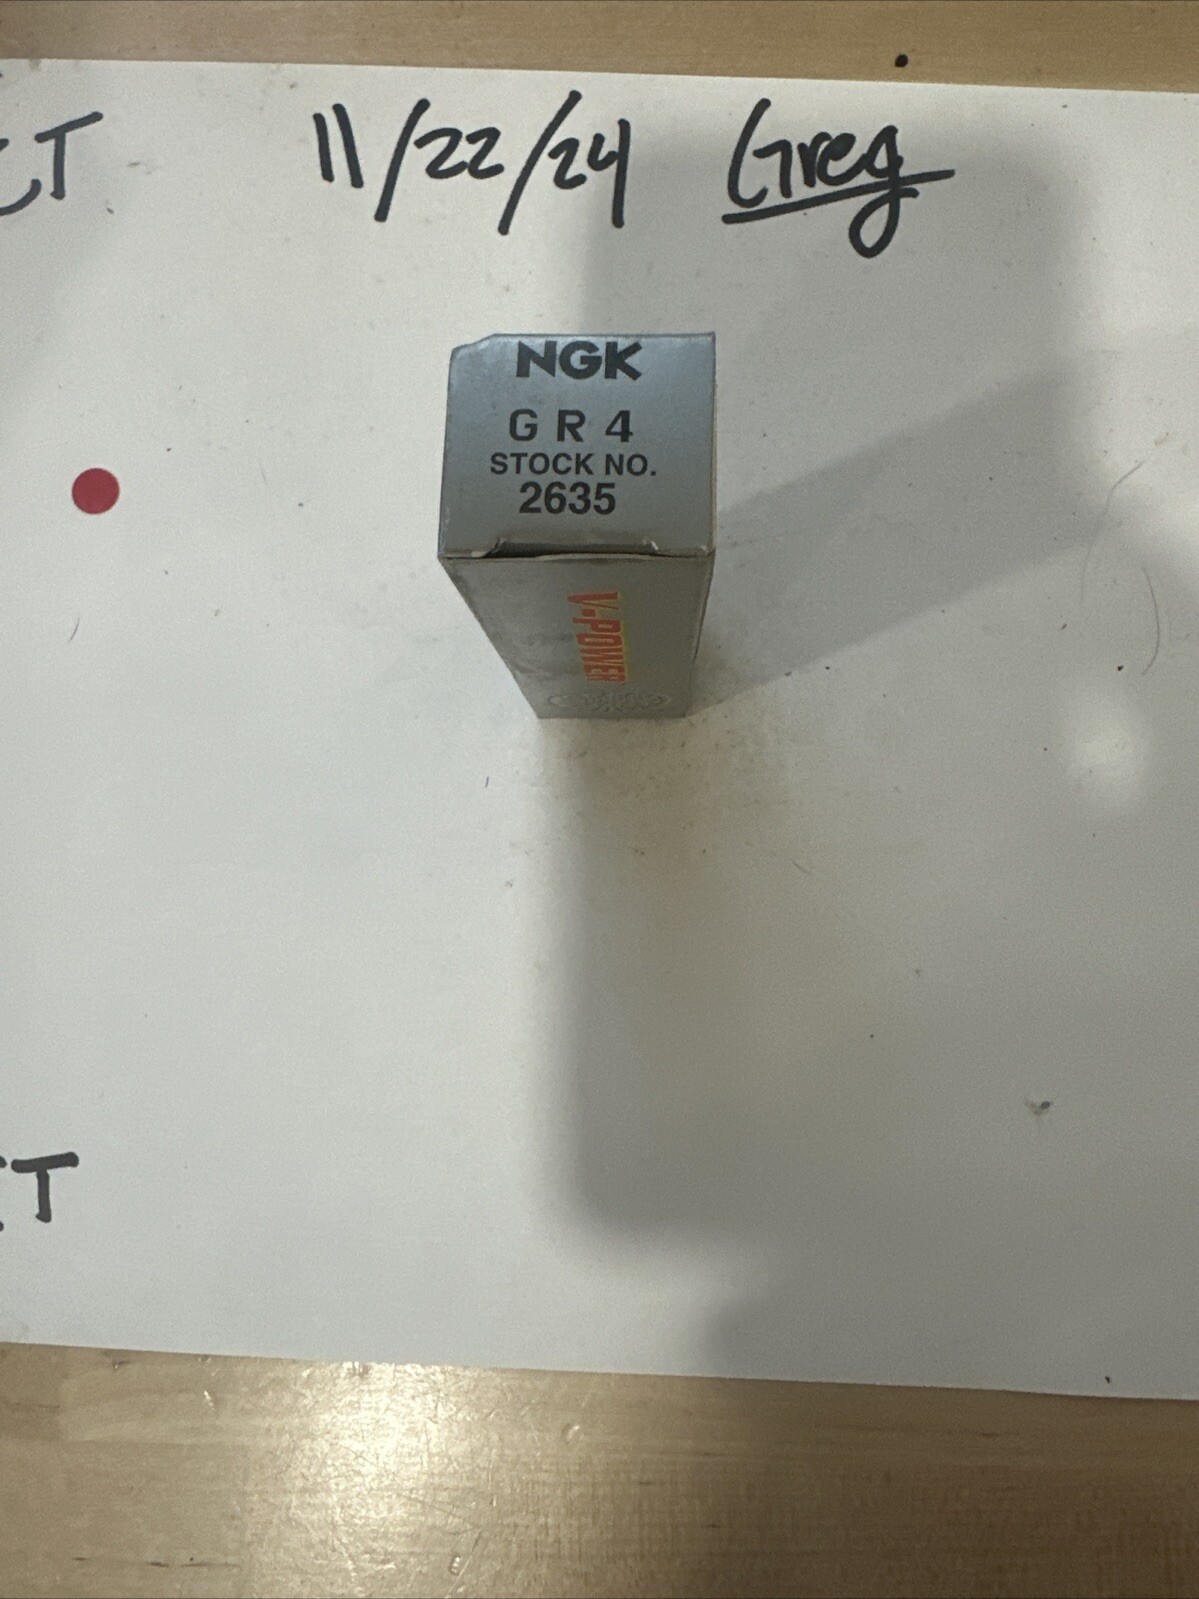 11/22/24 Greg
NGK
G R 4
STOCK NO.
2635
V-POWER